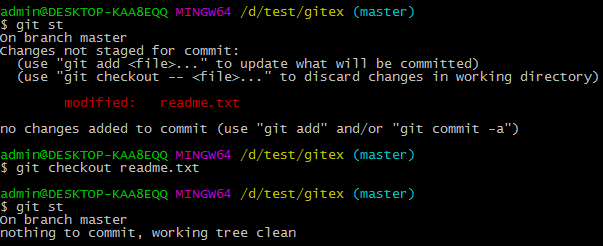 admin@DESKTOP-KAA8EQQ MINGW64 /d/test/gitex (master)
$ git st
On branch master
Changes not staged for commit:
  (use "git add <file>..." to update what will be committed)
  (use "git checkout -- <file>..." to discard changes in working directory)

        modified:   readme.txt

no changes added to commit (use "git add" and/or "git commit -a")

admin@DESKTOP-KAA8EQQ MINGW64 /d/test/gitex (master)
$ git checkout readme.txt

admin@DESKTOP-KAA8EQQ MINGW64 /d/test/gitex (master)
$ git st
On branch master
nothing to commit, working tree clean